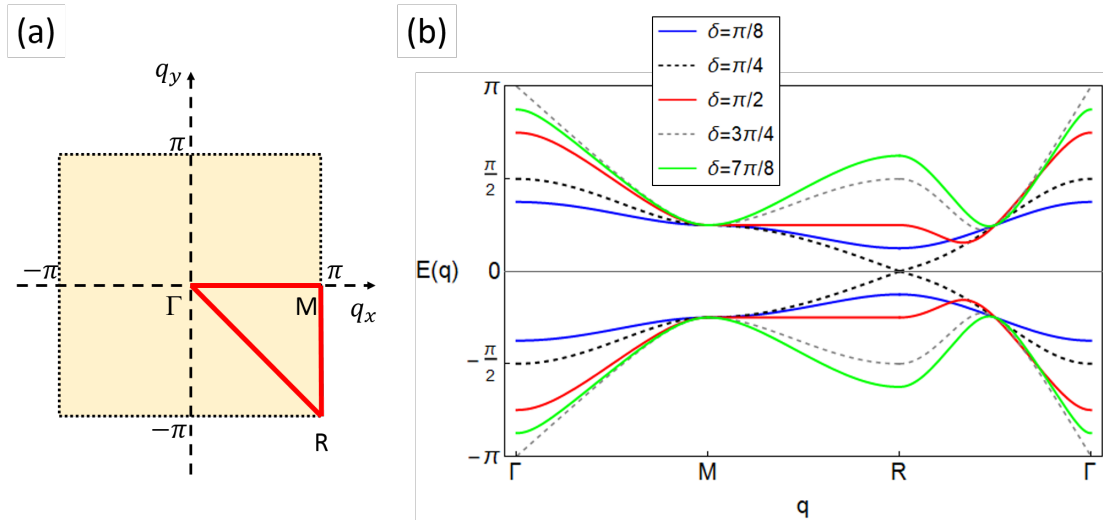 (a)
q_y
π
−π
π
Γ
M
q_x
−π
R
(b)
δ=π/8
δ=π/4
δ=π/2
δ=3π/4
δ=7π/8
π
π/2
E(q) 0
−π/2
−π
Γ M R Γ
q